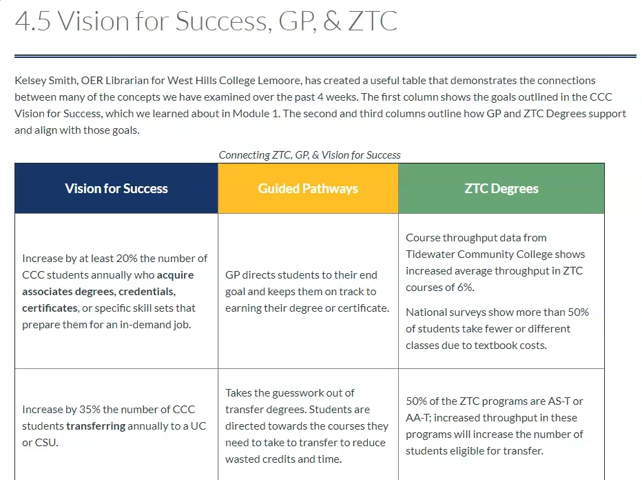 4.5 Vision for Success, GP, & ZTC
Kelsey Smith, OER Librarian for West Hills College Lemoore, has created a useful table that demonstrates the connections
between many of the concepts we have examined over the past 4 weeks. The first column shows the goals outlined in the CCC
Vision for Success, which we learned about in Module 1. The second and third columns outline how GP and ZTC Degrees support
and align with those goals.
Connecting ZTC, GP, & Vision for Success
Vision for Success
Guided Pathways
ZTC Degrees
Increase by at least 20% the number of
CCC students annually who acquire
associates degrees, credentials,
certificates, or specific skill sets that
prepare them for an in-demand job.
GP directs students to their end
goal and keeps them on track to
earning their degree or certificate.
Course throughput data from
Tidewater Community College shows
increased average throughput in ZTC
courses of 6%.
National surveys show more than 50%
of students take fewer or different
classes due to textbook costs.
Increase by 35% the number of CCC
students transferring annually to a UC
or CSU.
Takes the guesswork out of
transfer degrees. Students are
directed towards the courses they
need to take to transfer to reduce
wasted credits and time.
50% of the ZTC programs are AS-T or
AA-T; increased throughput in these
programs will increase the number of
students eligible for transfer.